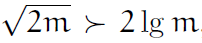 √2m ≻ 2 lg m.